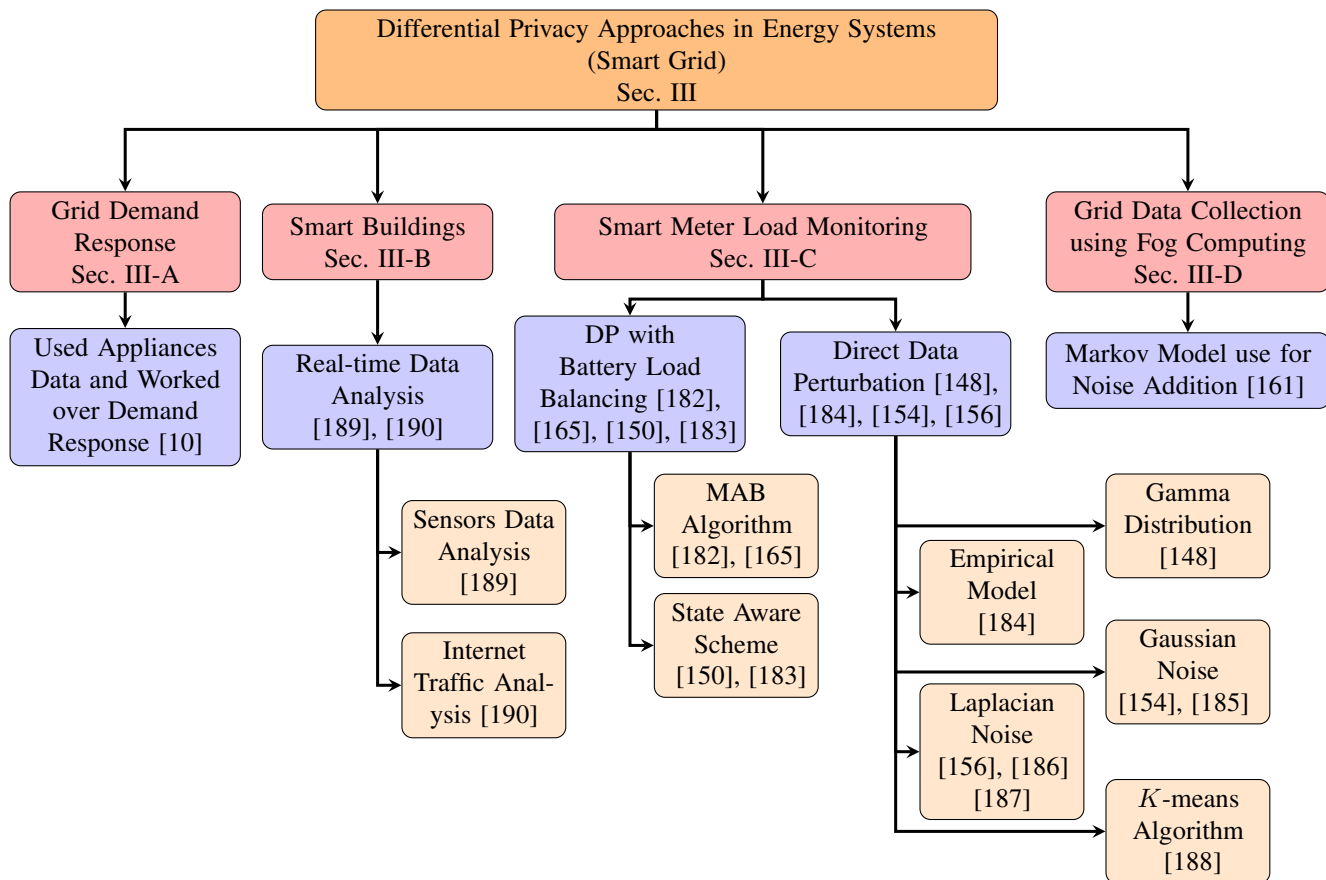 Differential Privacy Approaches in Energy Systems
(Smart Grid)
Sec. III
Grid Demand
Response
Sec. III-A
Smart Buildings
Sec. III-B
Smart Meter Load Monitoring
Sec. III-C
Grid Data Collection
using Fog Computing
Sec. III-D
Used Appliances
Data and Worked
over Demand
Response [10]
Real-time Data
Analysis
[189], [190]
DP with
Battery Load
Balancing [182],
[165], [150], [183]
Direct Data
Perturbation [148],
[184], [154], [156]
Markov Model use for
Noise Addition [161]
Sensors Data
Analysis
[189]
Internet
Traffic Anal-
ysis [190]
MAB
Algorithm
[182], [165]
State Aware
Scheme
[150], [183]
Gamma
Distribution
[148]
Empirical
Model
[184]
Gaussian
Noise
[154], [185]
Laplacian
Noise
[156], [186]
[187]
K-means
Algorithm
[188]